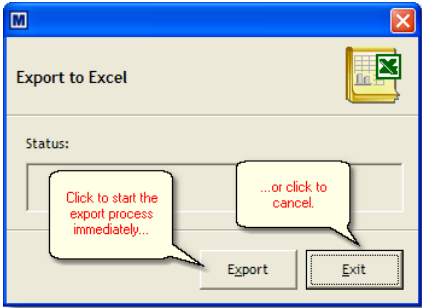 M
Export to Excel
X
Status:
Click to start the
export process
immediately...
...or click to
cancel.
Export
Exit